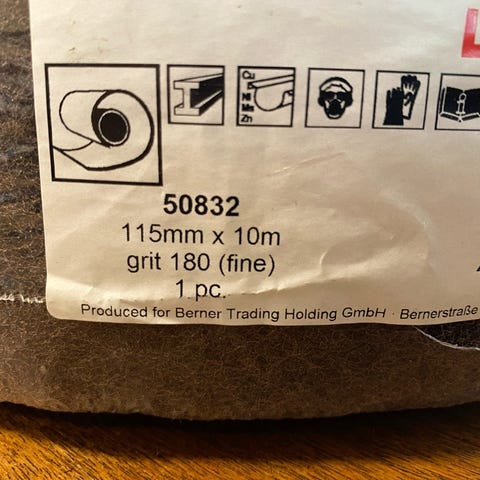 50832
115mm x 10m
grit 180 (fine)
1 pc.
Produced for Berner Trading Holding GmbH · Bernerstraße